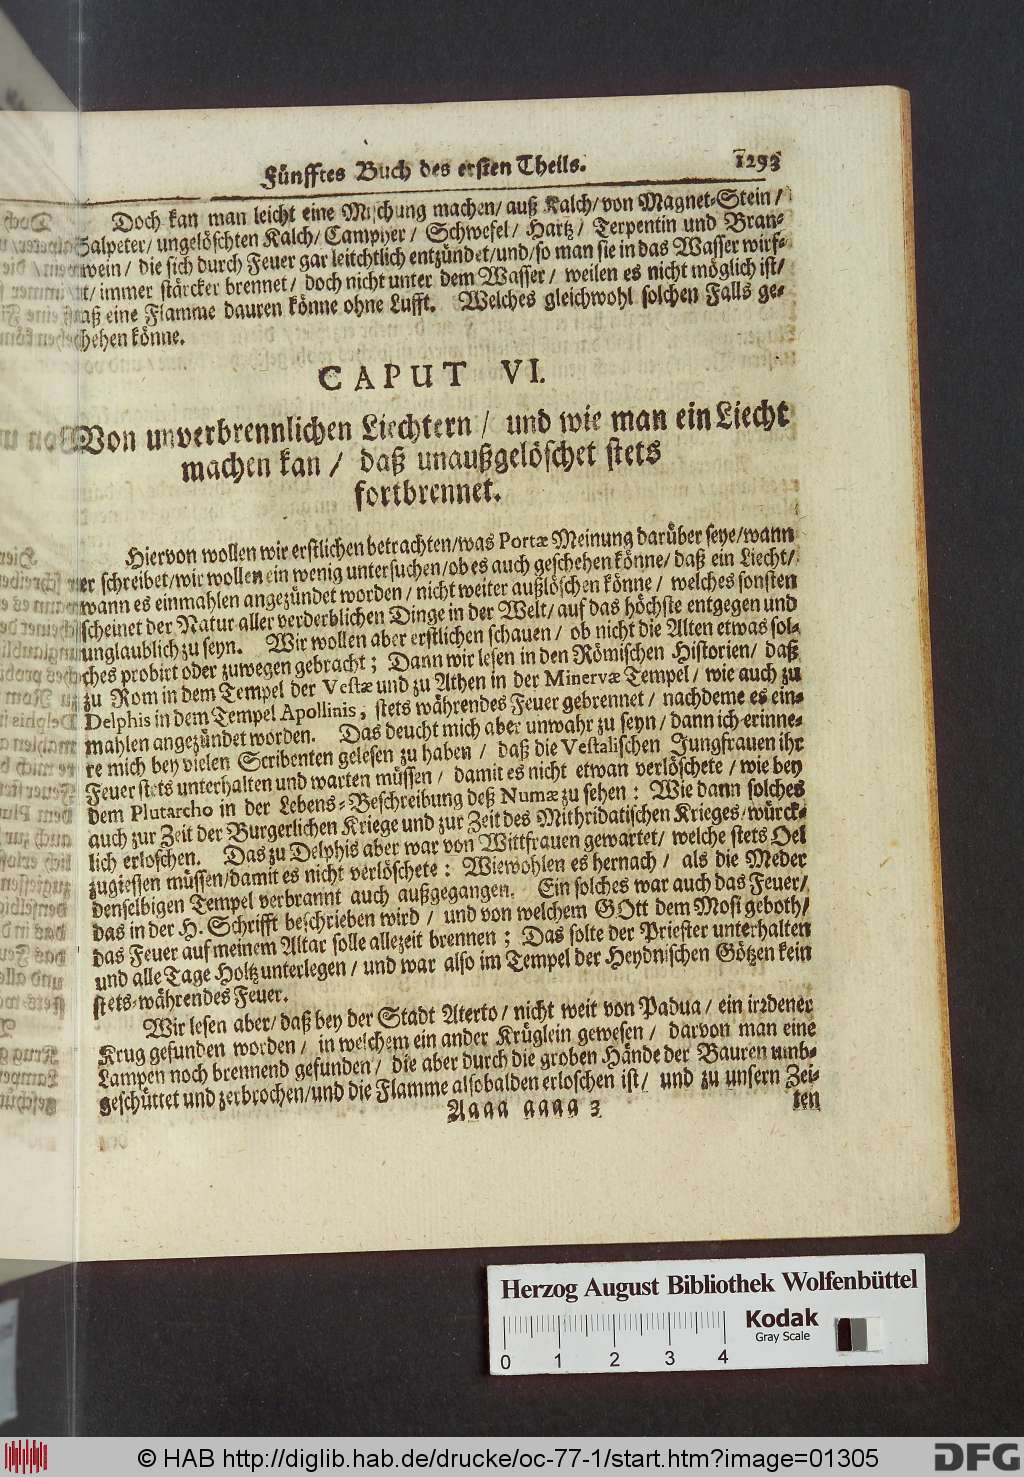 Fünfftes Buch des ersten Theils. 1293
Doch kan man leicht eine Mischung machen/ auß Kalch/ von Magnet-Stein/
Salpeter/ ungelöschten Kalch/ Campher/ Schwefel/ Hartz/ Terpentin und Bran-
wein/ die sich durch Feuer gar leitchtlich entzündet/und/so man sie in das Wasser wirf-
t/ immer stärcker brennet/ doch nicht unter dem Wasser/ weilen es nicht möglich ist/
aß eine Flamme dauren könne ohne Lufft. Welches gleichwohl solchen Falls ge-
hehen könne.
CAPUT VI.
Von unverbrennlichen Liechtern/ und wie man ein Liecht
machen kan/ daß unaußgelöschet stets
fortbrennet.
Hiervon wollen wir erstlichen betrachten/was Portæ Meinung darüber seye/wann
er schreibet/wir wollen ein wenig untersuchen/ob es auch geschehen könne/ daß ein Liecht/
wann es einmahlen angezündet worden/ nicht weiter außlöschen könne/ welches sonsten
scheinet der Natur aller verderblichen Dinge in der Welt/ auf das höchste entgegen und
unglaublich zu seyn. Wir wollen aber erstlichen schauen/ ob nicht die Alten etwas sol-
ches probirt oder zuwegen gebracht; Dann wir lesen in den Römischen Historien/ daß
zu Rom in dem Tempel der Vestæ und zu Athen in der Minervæ Tempel/ wie auch zu
Delphis in dem Tempel Apollinis, stets währendes Feuer gebrennet/ nachdeme es ein-
mahlen angezündet worden. Das deucht mich aber unwahr zu seyn/ dann ich erinne-
re mich bey vielen Scribenten gelesen zu haben/ daß die Vestalischen Jungfrauen ihr
Feuer stets unterhalten und warten müssen/ damit es nicht etwan verlöschete/ wie bey
dem Plutarcho in der Lebens-Beschreibung deß Numæ zu sehen: Wie dann solches
auch zur Zeit der Burgerlichen Kriege und zur Zeit des Mithridatischen Krieges/würck-
lich erloschen. Das zu Delphis aber war von Wittfrauen gewartet/ welche stets Oel
zugiessen müssen/damit es nicht verlöschete: Wiewohlen es hernach/ als die Meder
denselbigen Tempel verbrannt auch außgegangen. Ein solches war auch das Feuer/
das in der H. Schrifft beschrieben wird/ und von welchem GOtt dem Mosi geboth/
das Feuer auf meinem Altar solle allezeit brennen; Das solte der Priester unterhalten
und alle Tage Holtz unterlegen/ und war also im Tempel der Heydnischen Götzen kein
stets-währendes Feuer.
Wir lesen aber/ daß bey der Stadt Aterto/ nicht weit von Padua/ ein irrdener
Krug gefunden worden/ in welchem ein ander Krüglein gewesen/ darvon man eine
Lampen noch brennend gefunden/ die aber durch die groben Hände der Bauren umb-
geschüttet und zerbrochen/und die Flamme alsobalden erloschen ist/ und zu unsern Zei-
Aaaa aaaa 3 ten
Herzog August Bibliothek Wolfenbüttel
Kodak
Gray Scale
0 1 2 3 4
© HAB http://diglib.hab.de/drucke/oc-77-1/start.htm?image=01305
DFG